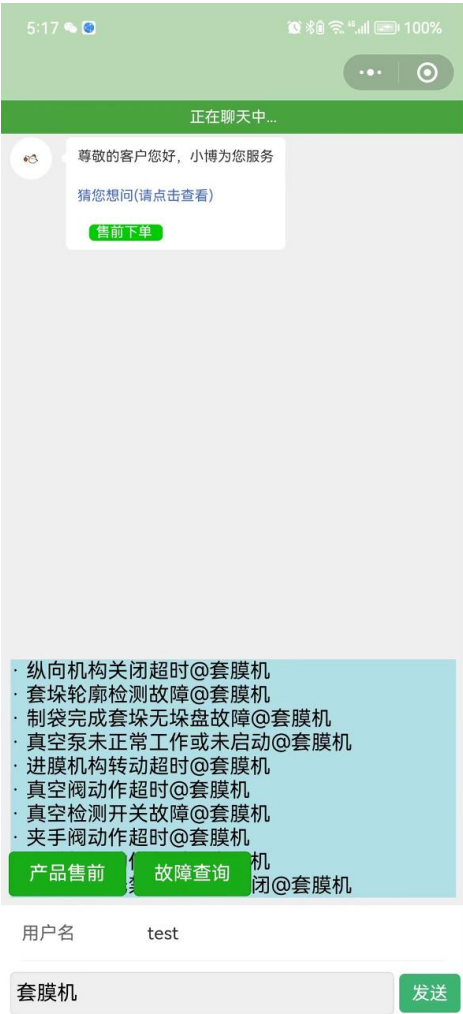 5:17
100%
正在聊天中...
尊敬的客户您好，小博为您服务
猜您想问(请点击查看)
售前下单
· 纵向机构关闭超时@套膜机
· 套垛轮廓检测故障@套膜机
· 制袋完成套垛无垛盘故障@套膜机
· 真空泵未正常工作或未启动@套膜机
· 进膜机构转动超时@套膜机
· 真空阀动作超时@套膜机
· 真空检测开关故障@套膜机
· 夹手阀动作超时@套膜机
机
产品售前 故障查询
闭@套膜机
用户名 test
套膜机 发送